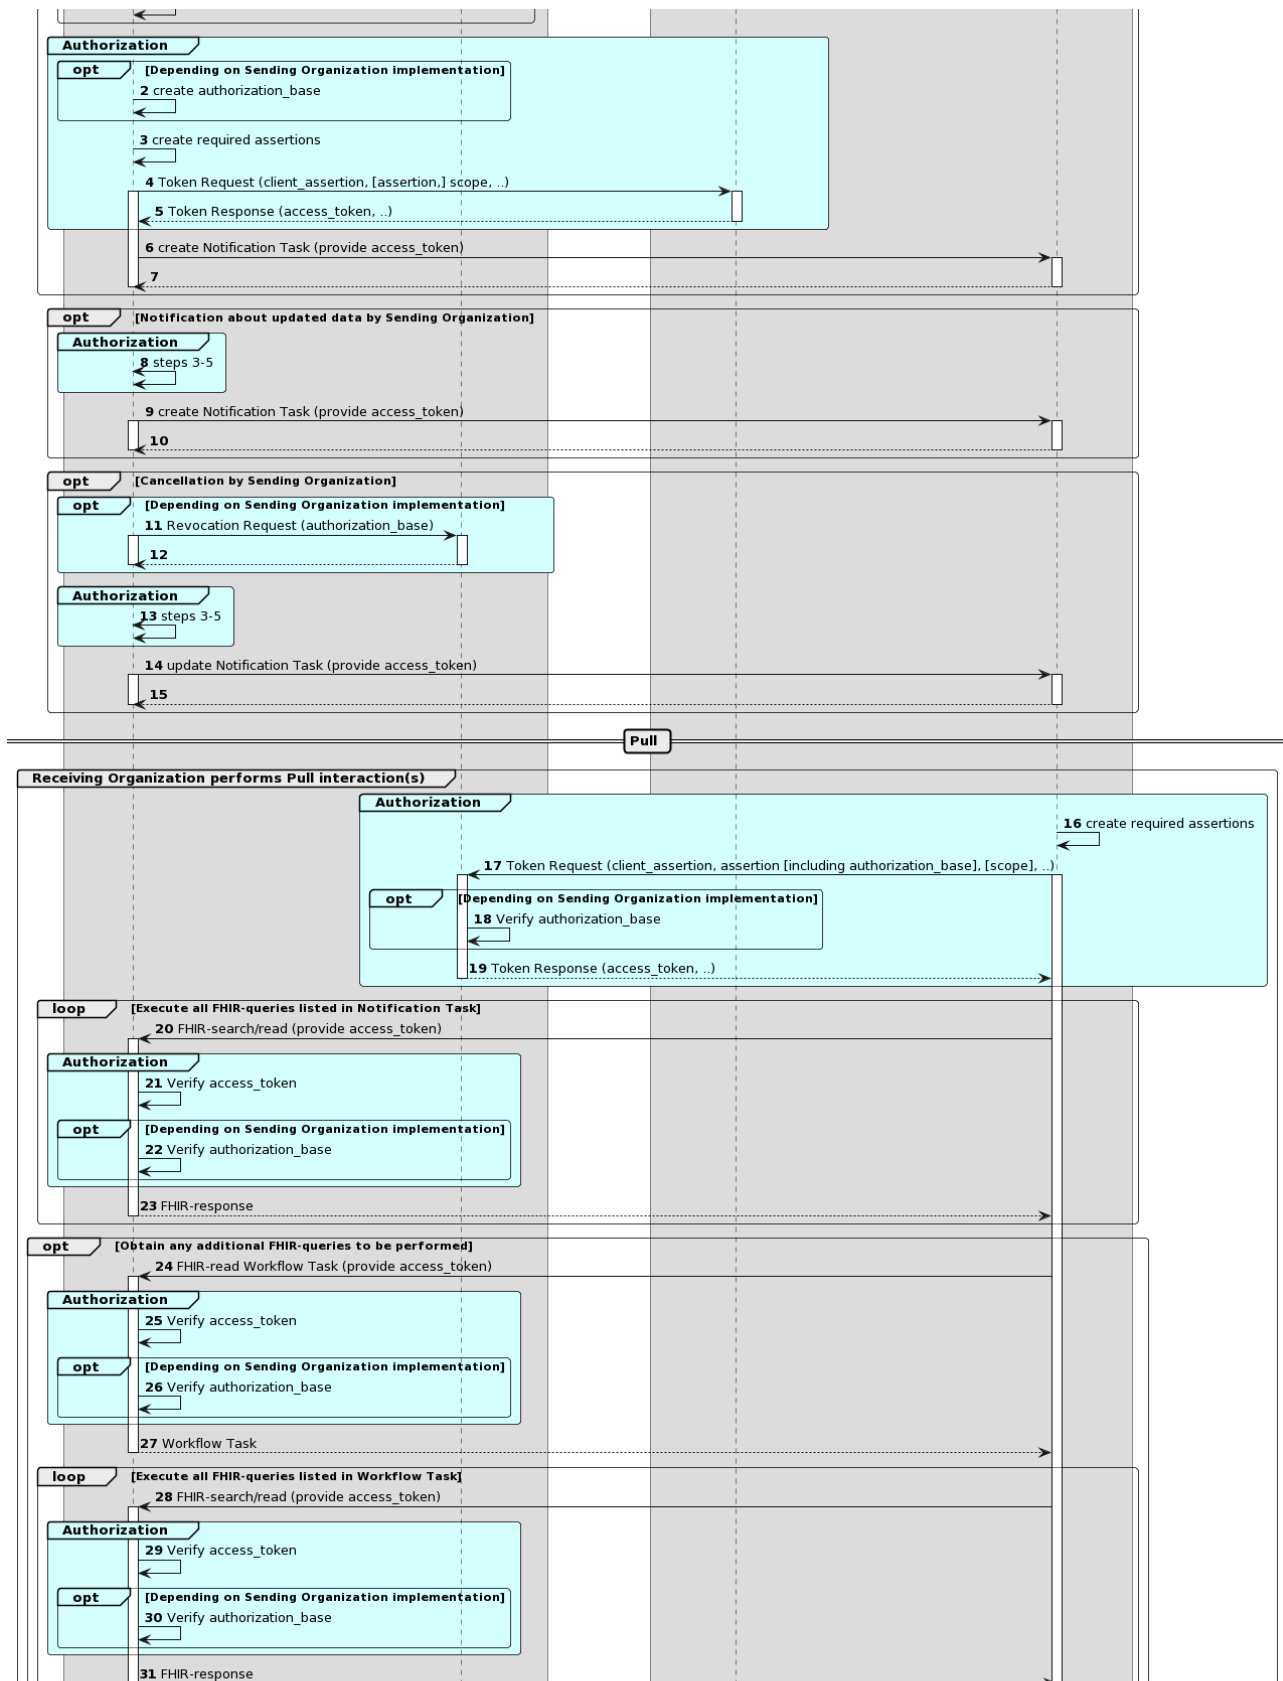 Authorization
opt [Depending on Sending Organization implementation]
2 create authorization_base
3 create required assertions
4 Token Request (client_assertion, [assertion,] scope, ..)
5 Token Response (access_token, ..)
6 create Notification Task (provide access_token)
7
opt [Notification about updated data by Sending Organization]
Authorization
8 steps 3-5
9 create Notification Task (provide access_token)
10
opt [Cancellation by Sending Organization]
opt [Depending on Sending Organization implementation]
11 Revocation Request (authorization_base)
12
Authorization
13 steps 3-5
14 update Notification Task (provide access_token)
15
Pull
Receiving Organization performs Pull interaction(s)
Authorization
16 create required assertions
17 Token Request (client_assertion, assertion [including authorization_base], [scope], ..)
opt [Depending on Sending Organization implementation]
18 Verify authorization_base
19 Token Response (access_token, ..)
loop [Execute all FHIR-queries listed in Notification Task]
20 FHIR-search/read (provide access_token)
Authorization
21 Verify access_token
opt [Depending on Sending Organization implementation]
22 Verify authorization_base
23 FHIR-response
opt [Obtain any additional FHIR-queries to be performed]
24 FHIR-read Workflow Task (provide access_token)
Authorization
25 Verify access_token
opt [Depending on Sending Organization implementation]
26 Verify authorization_base
27 Workflow Task
loop [Execute all FHIR-queries listed in Workflow Task]
28 FHIR-search/read (provide access_token)
Authorization
29 Verify access_token
opt [Depending on Sending Organization implementation]
30 Verify authorization_base
31 FHIR-response